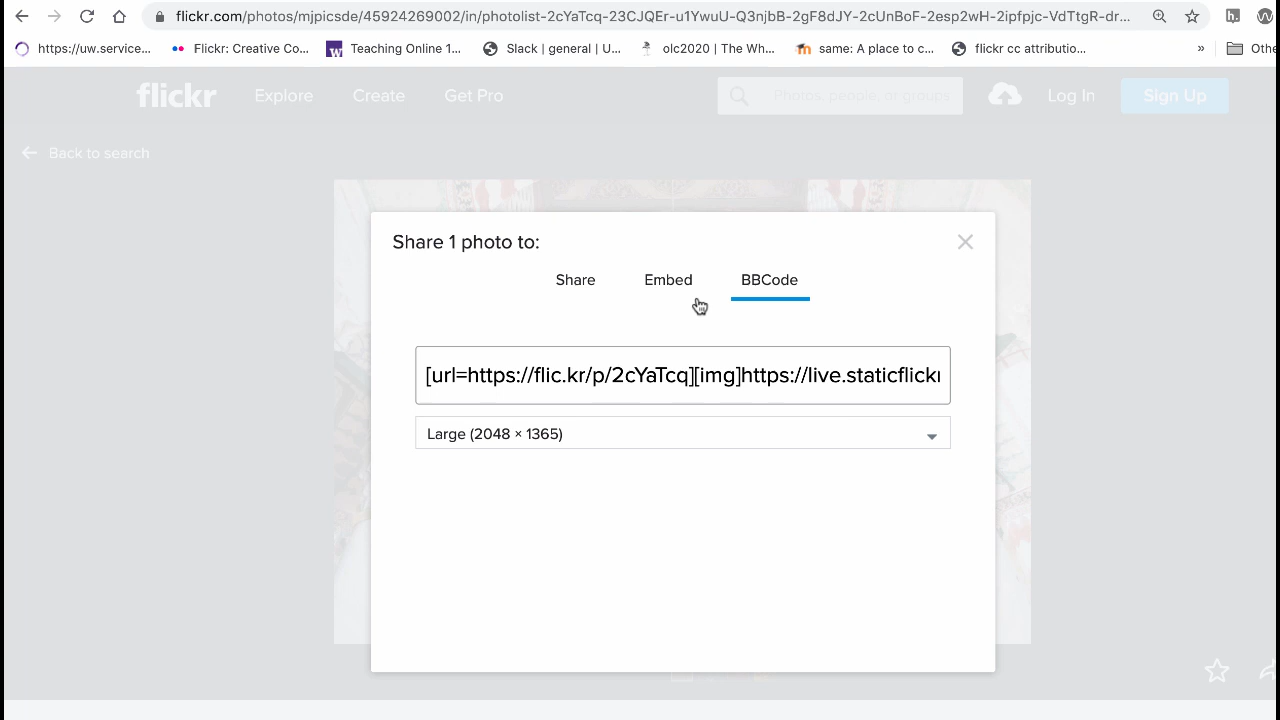 flickr.com/photos/mjpicsde/45924269002/in/photolist-2cYaTcq-23CJQEr-u1YwuU-Q3njbB-2gF8dJY-2cUnBoF-2esp2wH-2ipfpjc-VdTtgR-dr...
https://uw.service... Flickr: Creative Co... W Teaching Online 1... Slack | general | U... olc2020 | The Wh... same: A place to c... flickr cc attributio... » Othe
flickr Explore Create Get Pro Photos, people, or groups Log In Sign Up
Back to search
Share 1 photo to:
Share Embed BBCode
[url=https://flic.kr/p/2cYaTcq][img]https://live.staticflickr
Large (2048 × 1365)